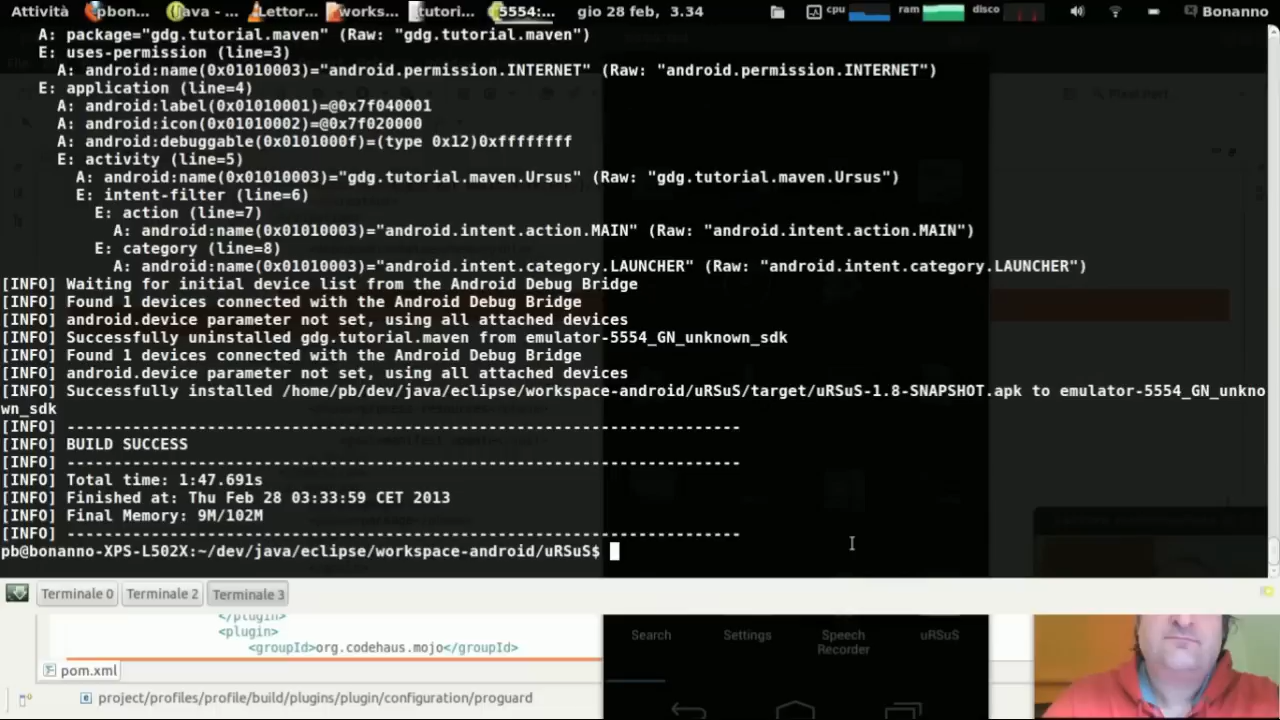 Attività pbon... Java - ... Lettor... works... tutori... 5554:... gio 28 feb, 3.34 cpu ram disco Bonanno
A: package="gdg.tutorial.maven" (Raw: "gdg.tutorial.maven")
E: uses-permission (line=3)
A: android:name(0x01010003)="android.permission.INTERNET" (Raw: "android.permission.INTERNET")
E: application (line=4)
A: android:label(0x01010001)=@0x7f040001
A: android:icon(0x01010002)=@0x7f020000
A: android:debuggable(0x0101000f)=(type 0x12)0xffffffff
E: activity (line=5)
A: android:name(0x01010003)="gdg.tutorial.maven.Ursus" (Raw: "gdg.tutorial.maven.Ursus")
E: intent-filter (line=6)
E: action (line=7)
A: android:name(0x01010003)="android.intent.action.MAIN" (Raw: "android.intent.action.MAIN")
E: category (line=8)
A: android:name(0x01010003)="android.intent.category.LAUNCHER" (Raw: "android.intent.category.LAUNCHER")
[INFO] Waiting for initial device list from the Android Debug Bridge
[INFO] Found 1 devices connected with the Android Debug Bridge
[INFO] android.device parameter not set, using all attached devices
[INFO] Successfully uninstalled gdg.tutorial.maven from emulator-5554_GN_unknown_sdk
[INFO] Found 1 devices connected with the Android Debug Bridge
[INFO] android.device parameter not set, using all attached devices
[INFO] Successfully installed /home/pb/dev/java/eclipse/workspace-android/uRSuS/target/uRSuS-1.8-SNAPSHOT.apk to emulator-5554_GN_unkno
wn_sdk
[INFO] ------------------------------------------------------------------------
[INFO] BUILD SUCCESS
[INFO] ------------------------------------------------------------------------
[INFO] Total time: 1:47.691s
[INFO] Finished at: Thu Feb 28 03:33:59 CET 2013
[INFO] Final Memory: 9M/102M
[INFO] ------------------------------------------------------------------------
pb@bonanno-XPS-L502X:~/dev/java/eclipse/workspace-android/uRSuS$
Terminale 0 Terminale 2 Terminale 3
</plugin>
<plugin>
<groupId>org.codehaus.mojo</groupId>
pom.xml
project/profiles/profile/build/plugins/plugin/configuration/proguard
Search Settings Speech Recorder uRSuS